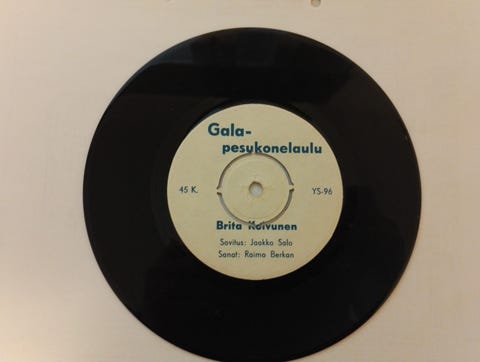 Gala-
pesukonelaulu
45 K.
YS-96
Brita Koivunen
Sovitus: Jaakko Salo
Sanat: Raimo Berkan